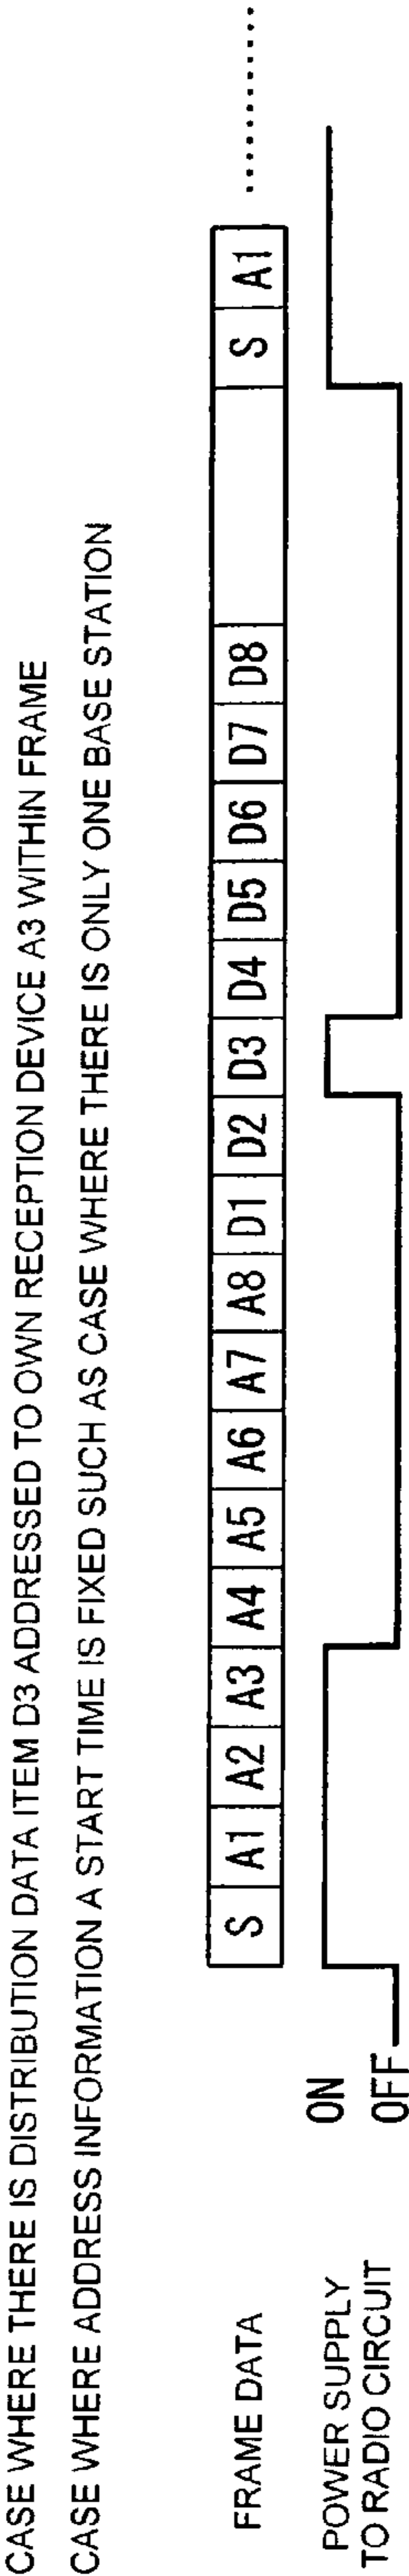 CASE WHERE THERE IS DISTRIBUTION DATA ITEM D3 ADDRESSED TO OWN RECEPTION DEVICE A3 WITHIN FRAME
CASE WHERE ADDRESS INFORMATION A START TIME IS FIXED SUCH AS CASE WHERE THERE IS ONLY ONE BASE STATION
FRAME DATA S A1 A2 A3 A4 A5 A6 A7 A8 D1 D2 D3 D4 D5 D6 D7 D8 S A1 ..........
POWER SUPPLY ON
TO RADIO CIRCUIT OFF